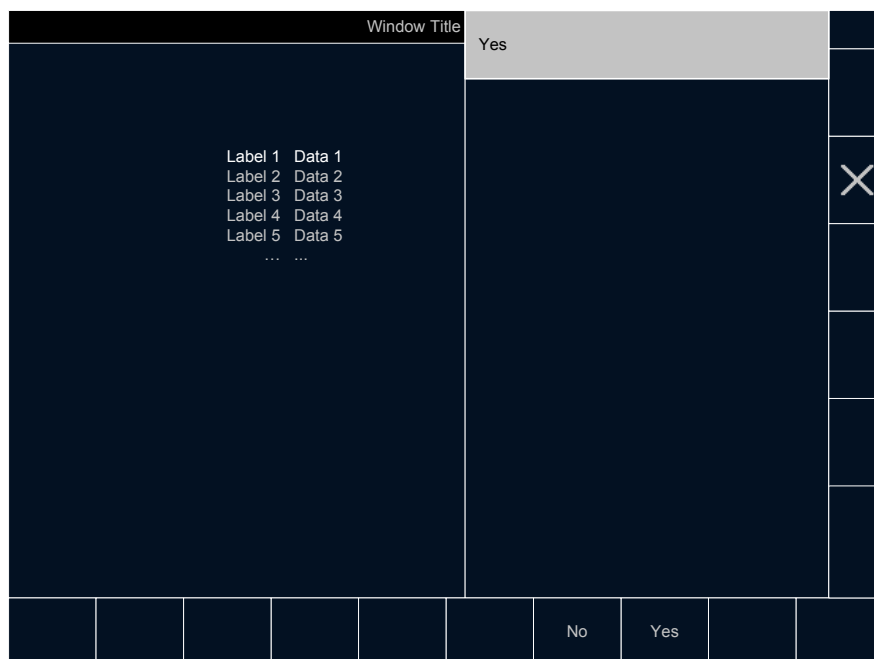 Window Title
Yes
Label 1 Data 1
Label 2 Data 2
Label 3 Data 3
Label 4 Data 4
Label 5 Data 5
… ...
No Yes